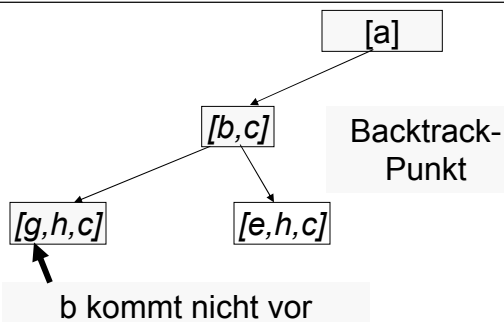 [a]
[b,c]
Backtrack-
Punkt
[g,h,c]
[e,h,c]
b kommt nicht vor